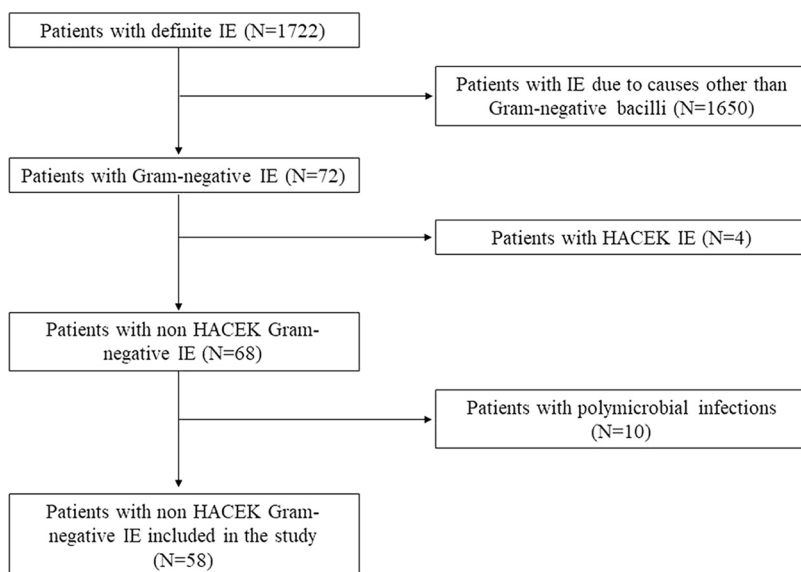 Patients with definite IE (N=1722)
Patients with IE due to causes other than
Gram-negative bacilli (N=1650)
Patients with Gram-negative IE (N=72)
Patients with HACEK IE (N=4)
Patients with non HACEK Gram-
negative IE (N=68)
Patients with polymicrobial infections
(N=10)
Patients with non HACEK Gram-
negative IE included in the study
(N=58)